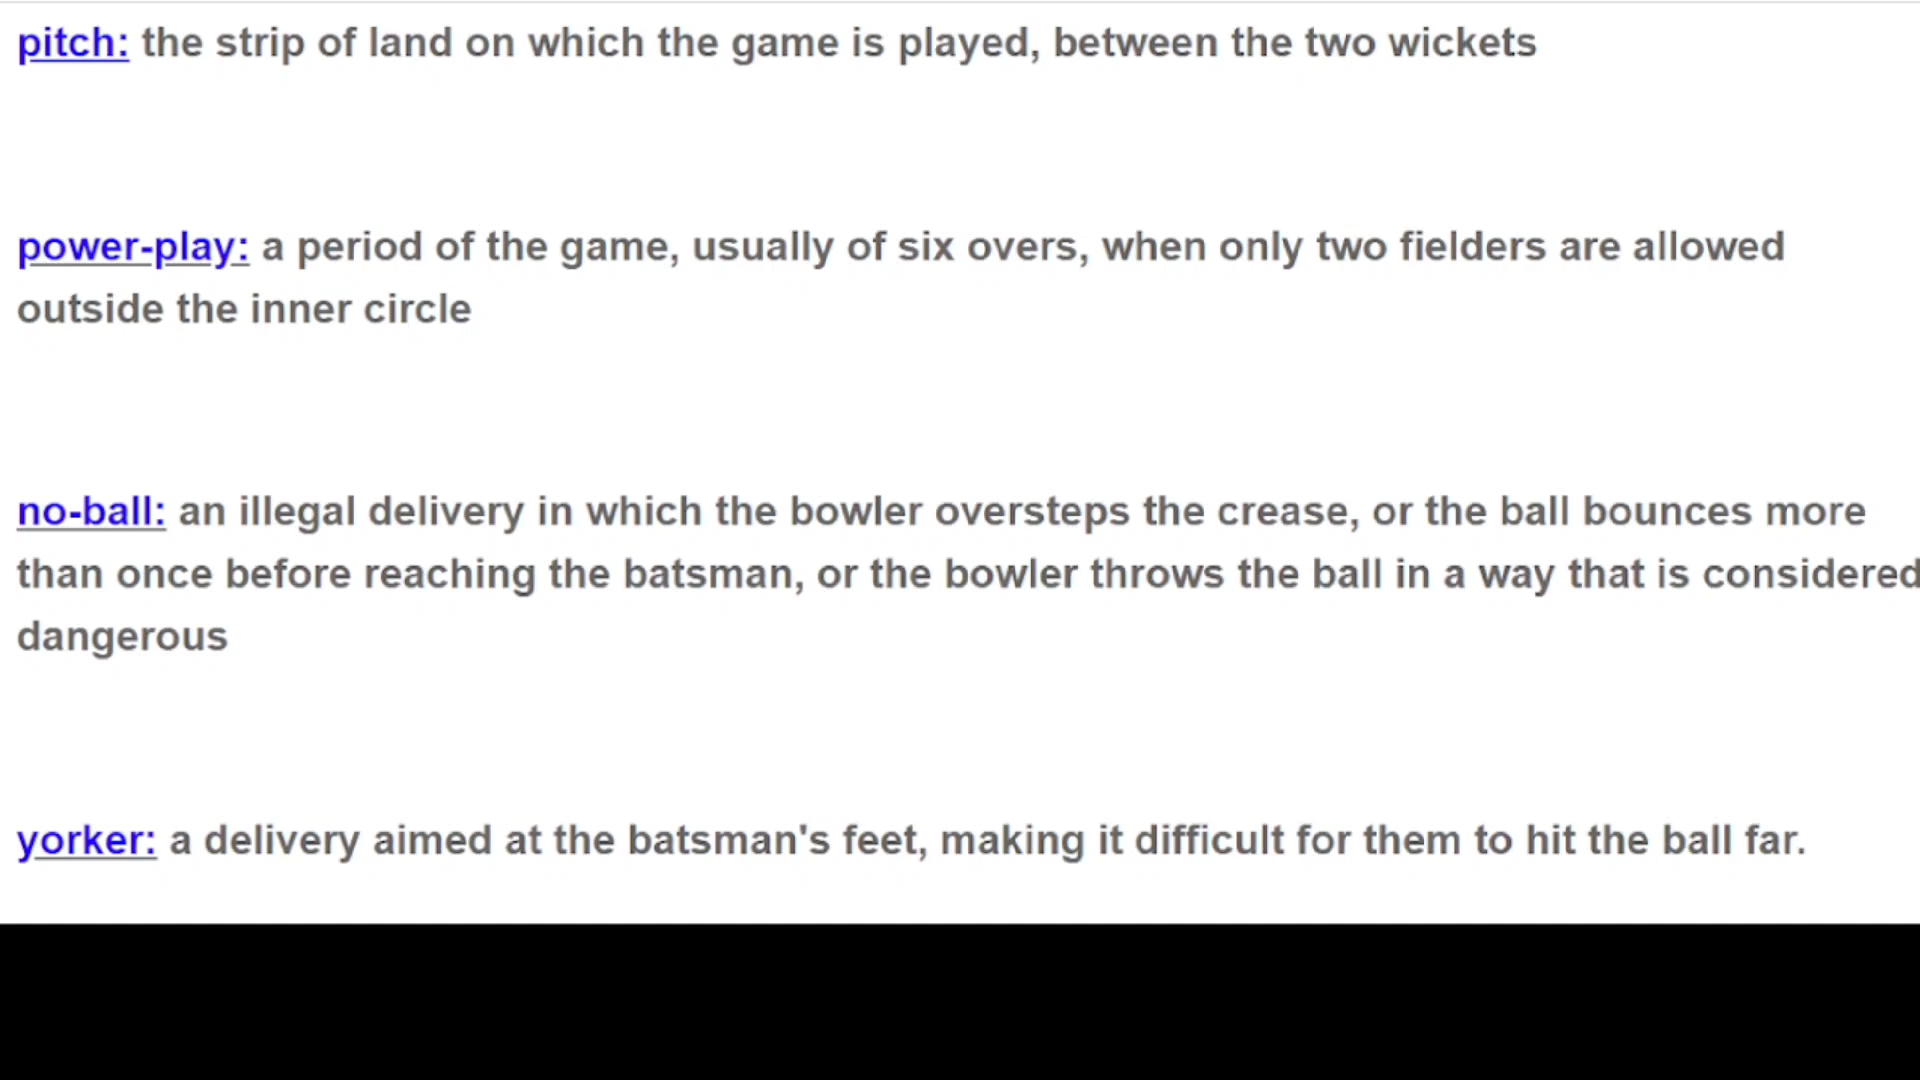 pitch: the strip of land on which the game is played, between the two wickets
power-play: a period of the game, usually of six overs, when only two fielders are allowed
outside the inner circle
no-ball: an illegal delivery in which the bowler oversteps the crease, or the ball bounces more
than once before reaching the batsman, or the bowler throws the ball in a way that is considered
dangerous
yorker: a delivery aimed at the batsman's feet, making it difficult for them to hit the ball far.